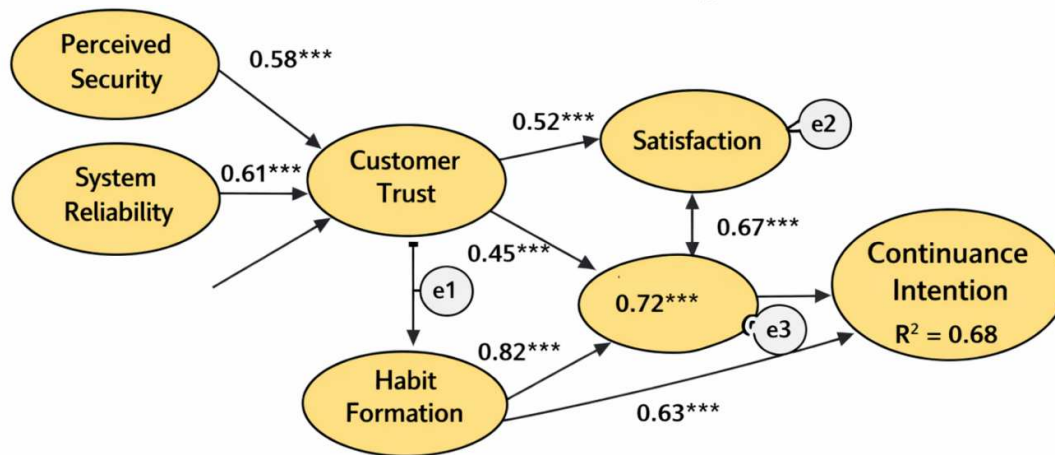 Perceived
Security
0.58***
System
Reliability
0.61***
Customer
Trust
0.52***
Satisfaction
e2
0.67***
0.45***
e1
0.72***
e3
Continuance
Intention
R² = 0.68
0.82***
Habit
Formation
0.63***